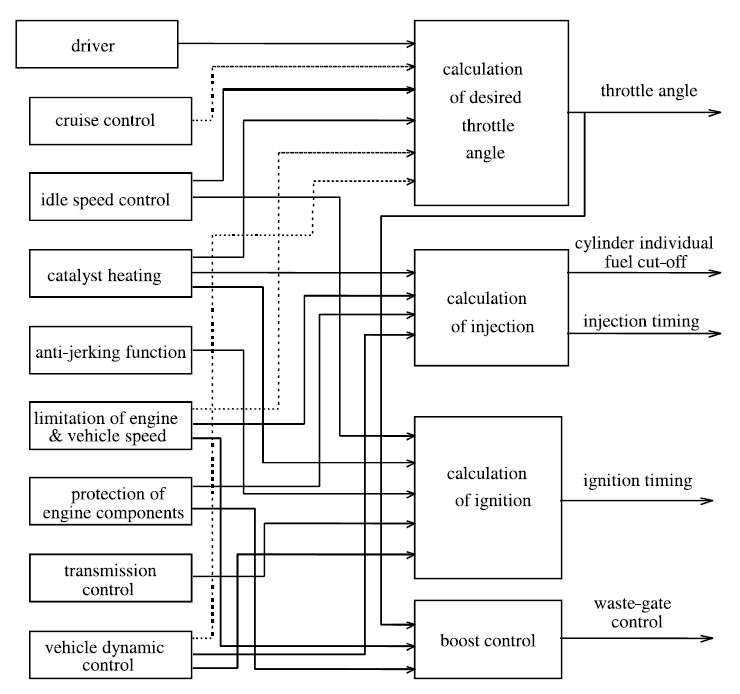 driver
cruise control
idle speed control
catalyst heating
anti-jerking function
limitation of engine
& vehicle speed
protection of
engine components
transmission
control
vehicle dynamic
control
calculation
of desired
throttle
angle
calculation
of injection
calculation
of ignition
boost control
throttle angle
cylinder individual
fuel cut-off
injection timing
ignition timing
waste-gate
control